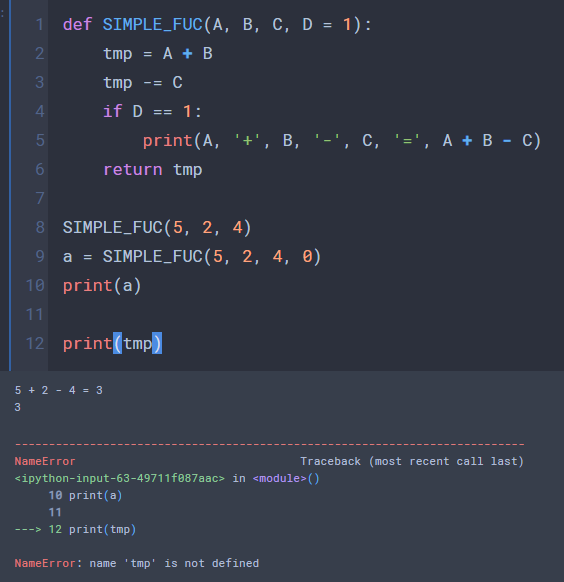 1 def SIMPLE_FUC(A, B, C, D = 1):
2 tmp = A + B
3 tmp -= C
4 if D == 1:
5 print(A, '+', B, '-', C, '=', A + B - C)
6 return tmp
7
8 SIMPLE_FUC(5, 2, 4)
9 a = SIMPLE_FUC(5, 2, 4, 0)
10 print(a)
11
12 print(tmp)
5 + 2 - 4 = 3
3
---------------------------------------------------------------------------
NameError Traceback (most recent call last)
<ipython-input-63-49711f087aac> in <module>()
10 print(a)
11
---> 12 print(tmp)
NameError: name 'tmp' is not defined